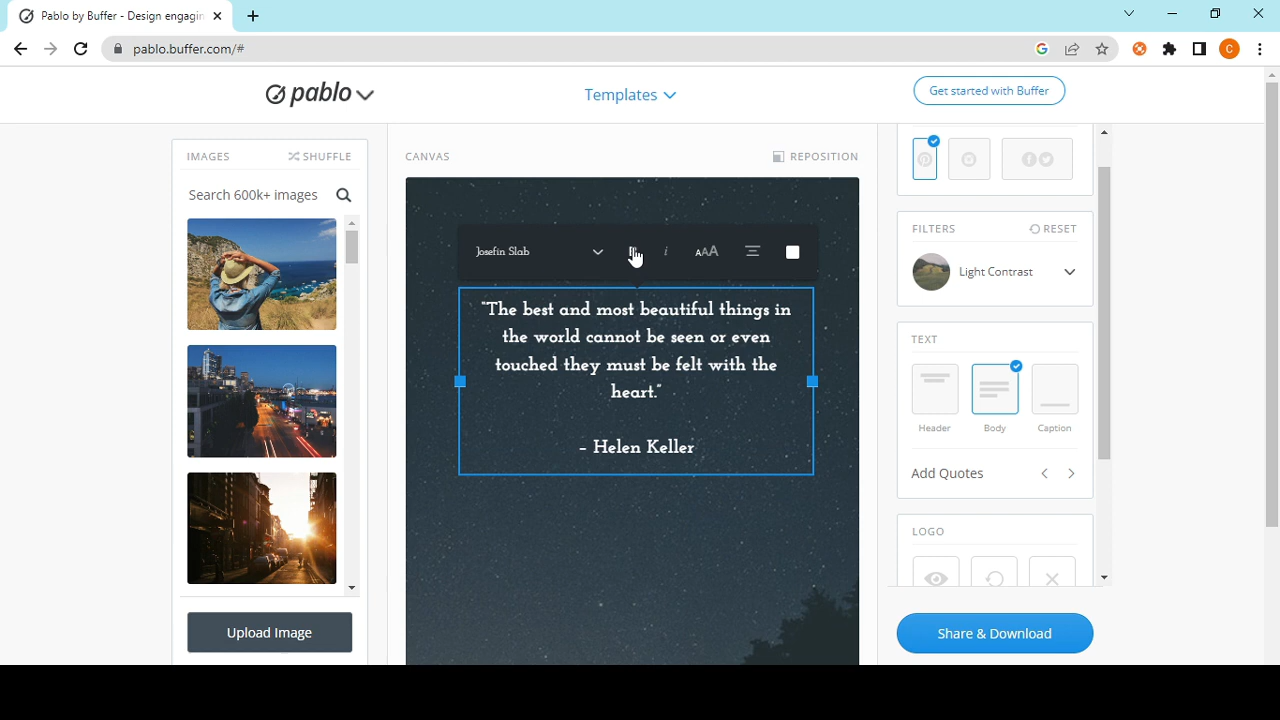 Pablo by Buffer - Design engagin
pablo.buffer.com/#
C
pablo
Templates
Get started with Buffer
IMAGES
SHUFFLE
Search 600k+ images
Upload Image
CANVAS
REPOSITION
Josefin Slab
i
AAA
"The best and most beautiful things in
the world cannot be seen or even
touched they must be felt with the
heart."
- Helen Keller
FILTERS
RESET
Light Contrast
TEXT
Header
Body
Caption
Add Quotes
LOGO
Share & Download